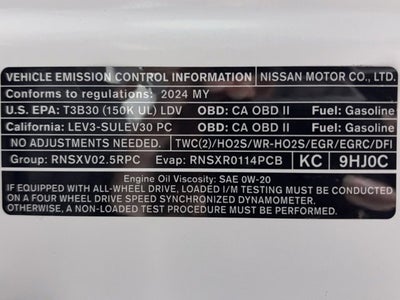 VEHICLE EMISSION CONTROL INFORMATION NISSAN MOTOR CO., LTD.
Conforms to regulations: 2024 MY
U.S. EPA: T3B30 (150K UL) LDV OBD: CA OBD II Fuel: Gasoline
California: LEV3-SULEV30 PC OBD: CA OBD II Fuel: Gasoline
NO ADJUSTMENTS NEEDED. TWC(2)/HO2S/WR-HO2S/EGR/EGRC/DFI
Group: RNSXV02.5RPC Evap: RNSXR0114PCB KC 9HJ0C
Engine Oil Viscosity: SAE 0W-20
IF EQUIPPED WITH ALL-WHEEL DRIVE, LOADED I/M TESTING MUST BE CONDUCTED
ON A FOUR WHEEL DRIVE SPEED SYNCHRONIZED DYNAMOMETER.
OTHERWISE, A NON-LOADED TEST PROCEDURE MUST BE PERFORMED.